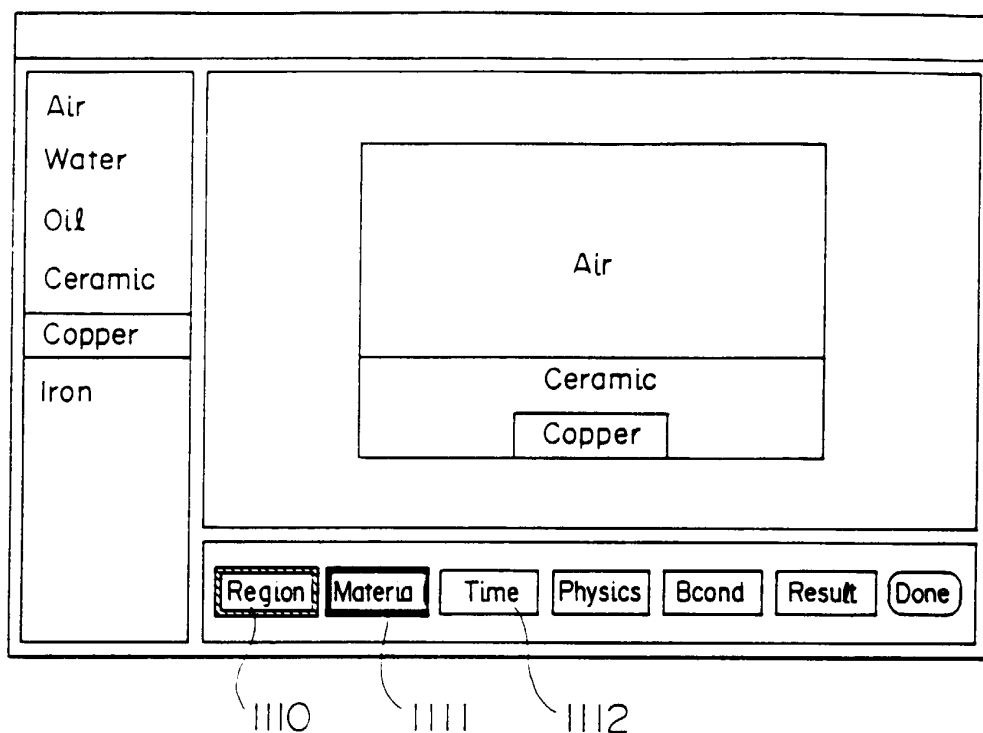 Air
Water
Oil
Ceramic
Copper
Iron
Air
Ceramic
Copper
Region Materia Time Physics Bcond Result Done
1110 1111 1112